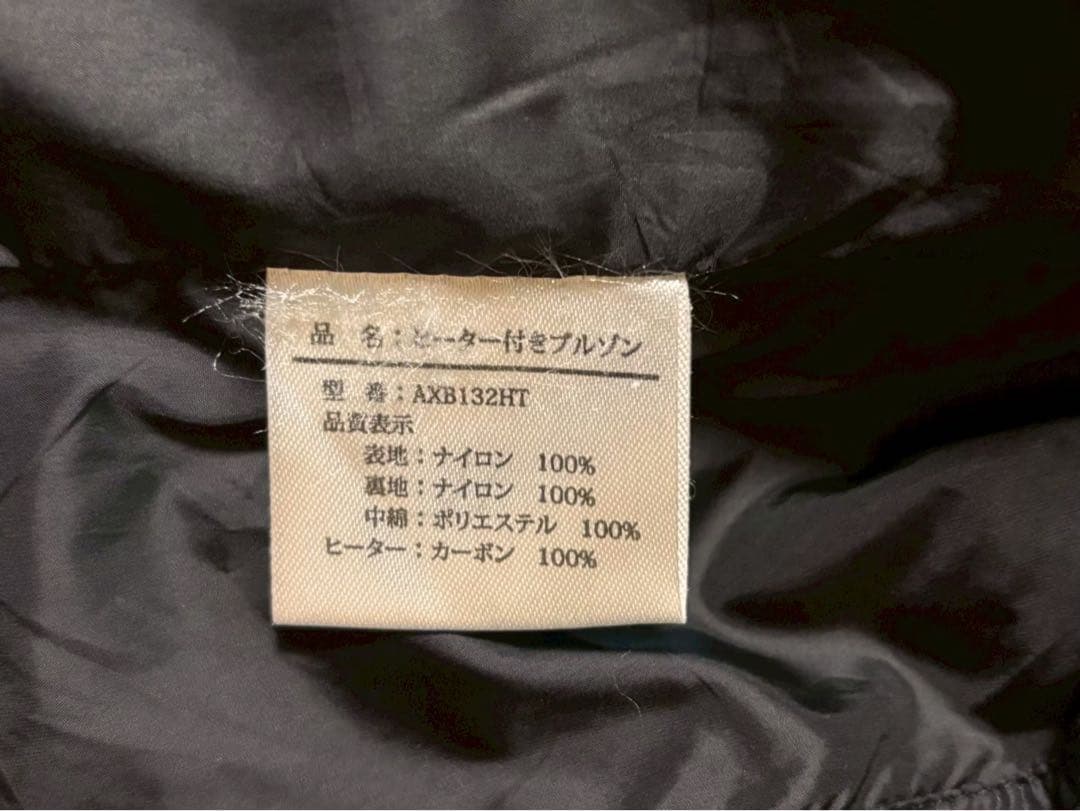 品　名：ヒーター付きブルゾン
型　番：AXB132HT
品質表示
表地：ナイロン　100%
裏地：ナイロン　100%
中綿：ポリエステル　100%
ヒーター：カーボン　100%